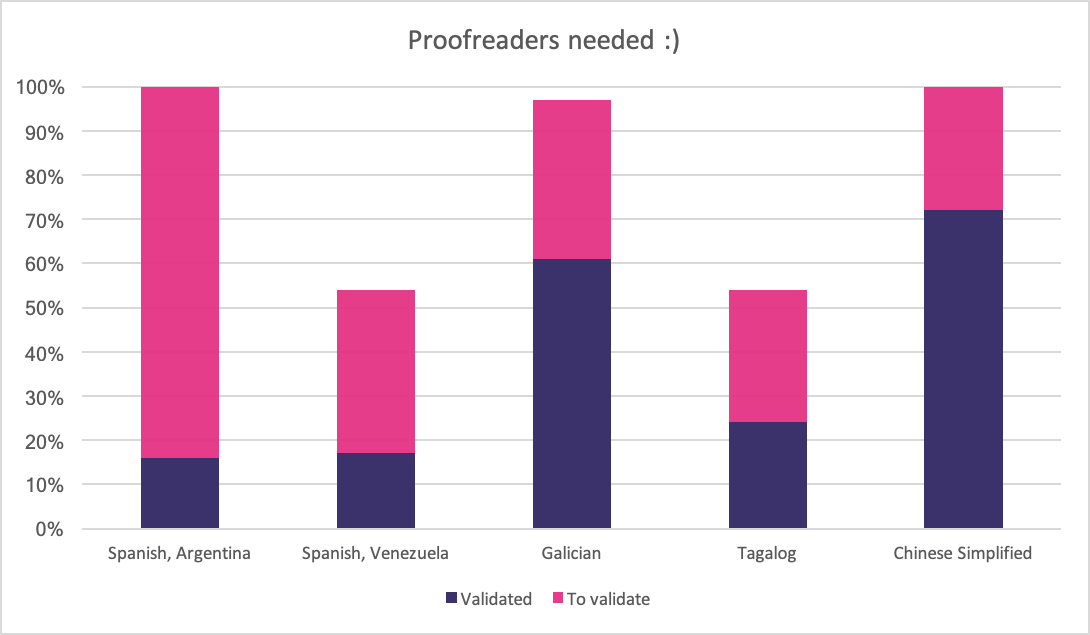 Proofreaders needed :)
100%
90%
80%
70%
60%
50%
40%
30%
20%
10%
0%
Spanish, Argentina
Spanish, Venezuela
Galician
Tagalog
Chinese Simplified
Validated
To validate